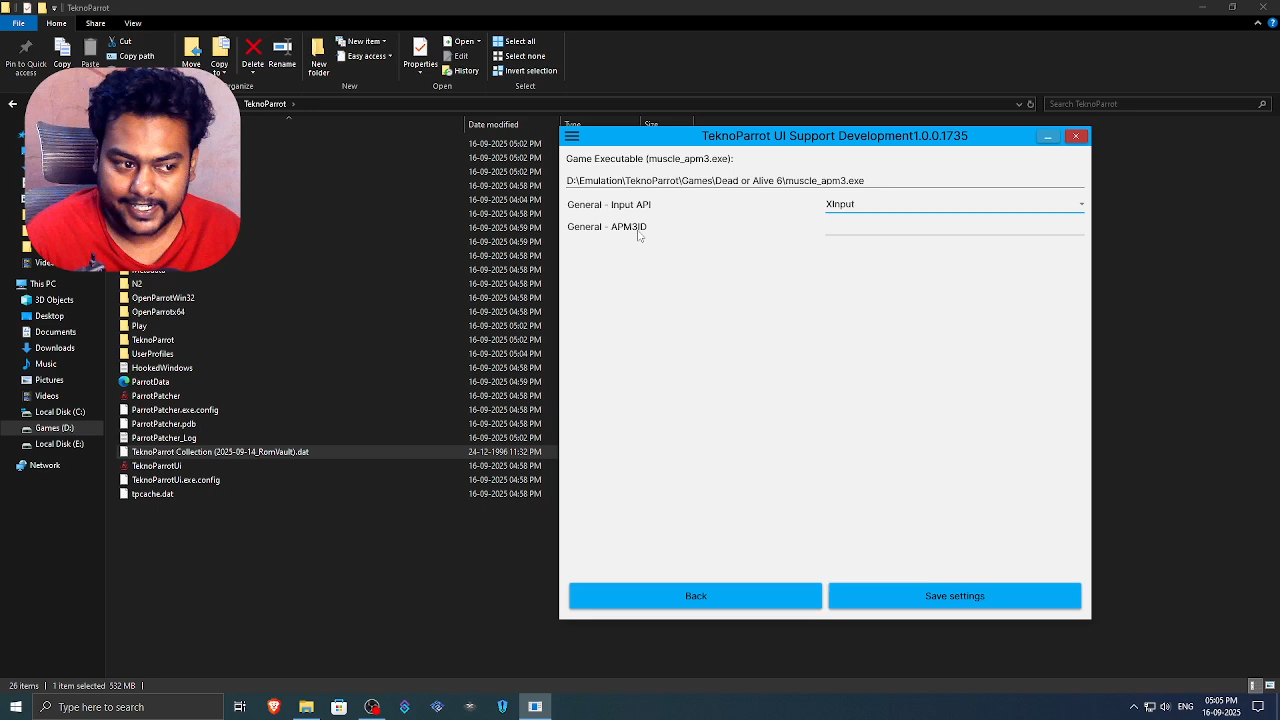 TeknoParrot
File
Home
Share
View
Pin to Quick access
Copy
Paste
Cut
Copy path
Move to
Copy to
Delete
Rename
New folder
New item
Easy access
Properties
Open
Edit
History
Select all
Select none
Invert selection
New
Open
Select
TeknoParrot
Search TeknoParrot
Date modified
Type
Size
16-09-2025 05:02 PM
16-09-2025 04:58 PM
16-09-2025 04:04 PM
16-09-2025 04:58 PM
16-09-2025 04:59 PM
16-09-2025 04:59 PM
16-09-2025 04:58 PM
Metadata 16-09-2025 04:58 PM
N2 16-09-2025 04:58 PM
OpenParrotWin32 16-09-2025 04:58 PM
OpenParrotx64 16-09-2025 04:58 PM
Play 16-09-2025 05:02 PM
TeknoParrot 16-09-2025 05:02 PM
UserProfiles 16-09-2025 05:04 PM
HookedWindows 16-09-2025 04:58 PM
ParrotData 16-09-2025 04:59 PM
ParrotPatcher 16-09-2025 04:58 PM
ParrotPatcher.exe.config 16-09-2025 04:58 PM
ParrotPatcher.pdb 16-09-2025 04:58 PM
ParrotPatcher_Log 16-09-2025 05:02 PM
TeknoParrot Collection (2025-09-14_RomVault).dat 24-12-1996 11:32 PM
TeknoParrotUi 16-09-2025 04:58 PM
TeknoParrotUi.exe.config 16-09-2025 04:58 PM
tpcache.dat 16-09-2025 04:58 PM
This PC
3D Objects
Desktop
Documents
Downloads
Music
Pictures
Videos
Local Disk (C:)
Games (D:)
Local Disk (E:)
Network
TeknoParrot UI Support Development1.0.0.1735
Game Executable (muscle_apm3.exe):
D:\Emulation\TeknoParrot\Games\Dead or Alive 6\muscle_apm3.exe
General - Input API
XInput
General - APM3ID
Back
Save settings
26 items
1 item selected 532 MB
Type here to search
ENG
05:05 PM
16-09-2025